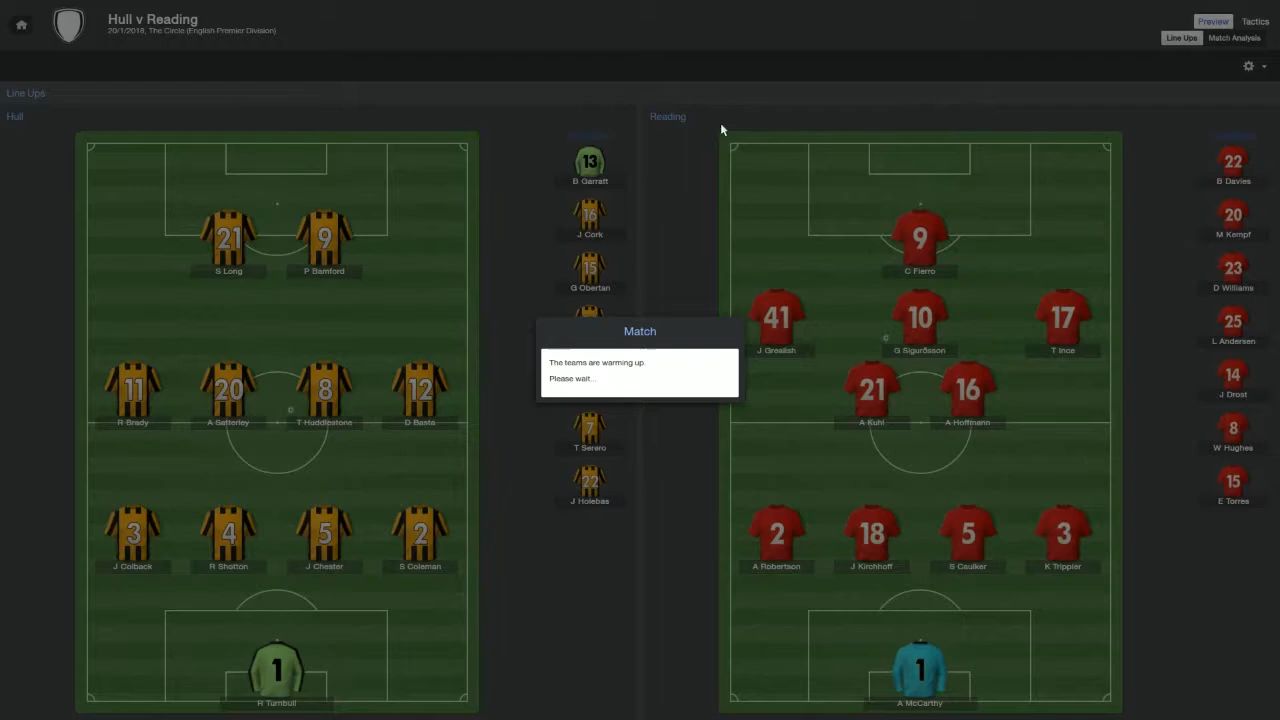 Hull v Reading
20/1/2018, The Circle (English Premier Division)
Preview Tactics
Line Ups Match Analysis
Line Ups
Hull
21
S Long
9
P Bamford
11
R Brady
20
A Satterley
8
T Huddlestone
12
D Basta
3
J Colback
4
R Shotton
5
J Chester
2
S Coleman
1
R Turnbull
13
B Garratt
16
J Cork
15
G Obertan
7
T Serero
22
J Holebas
Match
The teams are warming up.
Please wait...
Reading
9
C Fierro
41
J Grealish
10
G Sigurðsson
17
T Ince
21
A Kuhl
16
A Hoffmann
2
A Robertson
18
J Kirchhoff
5
S Caulker
3
K Trippier
1
A McCarthy
22
B Davies
20
M Kempf
23
D Williams
25
L Andersen
14
J Drost
8
W Hughes
15
E Torres